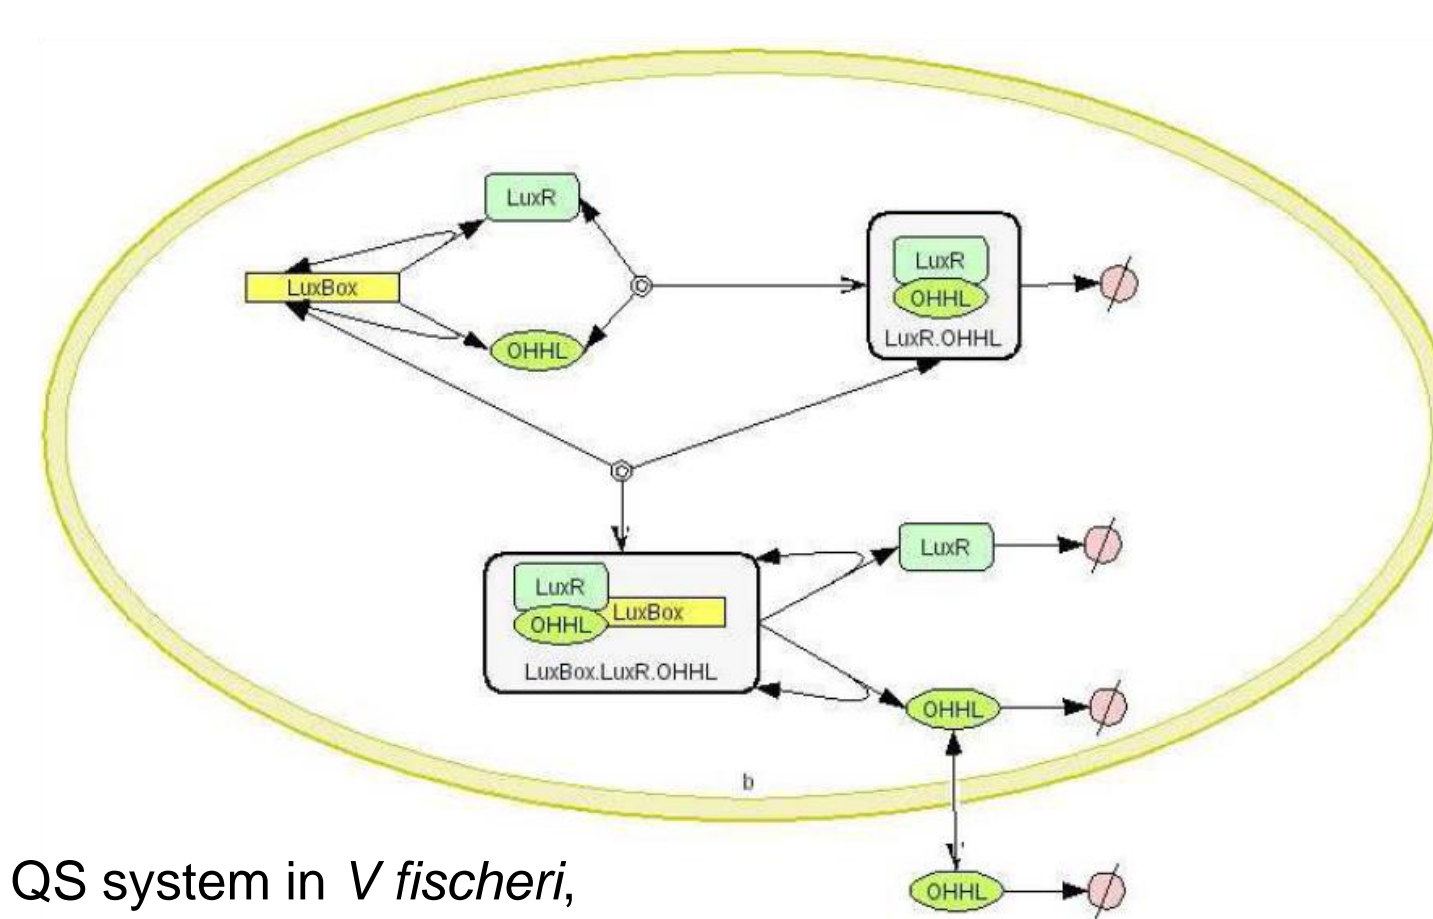 LuxR
LuxBox
OHHL
LuxR
OHHL
LuxR.OHHL
LuxR
LuxR
OHHL
LuxBox
LuxBox.LuxR.OHHL
OHHL
b
QS system in V fischeri,
OHHL